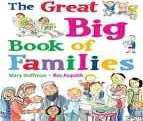 The Great
Big
Book of
Families
Mary Hoffman • Ros Asquith